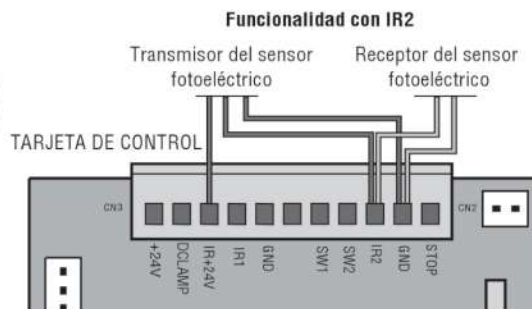 Funcionalidad con IR2
Transmisor del sensor
fotoeléctrico
Receptor del sensor
fotoeléctrico
TARJETA DE CONTROL
CN3
CN2
+24V
DCLAMP
IR+24V
IR1
GND
SW1
SW2
IR2
GND
STOP